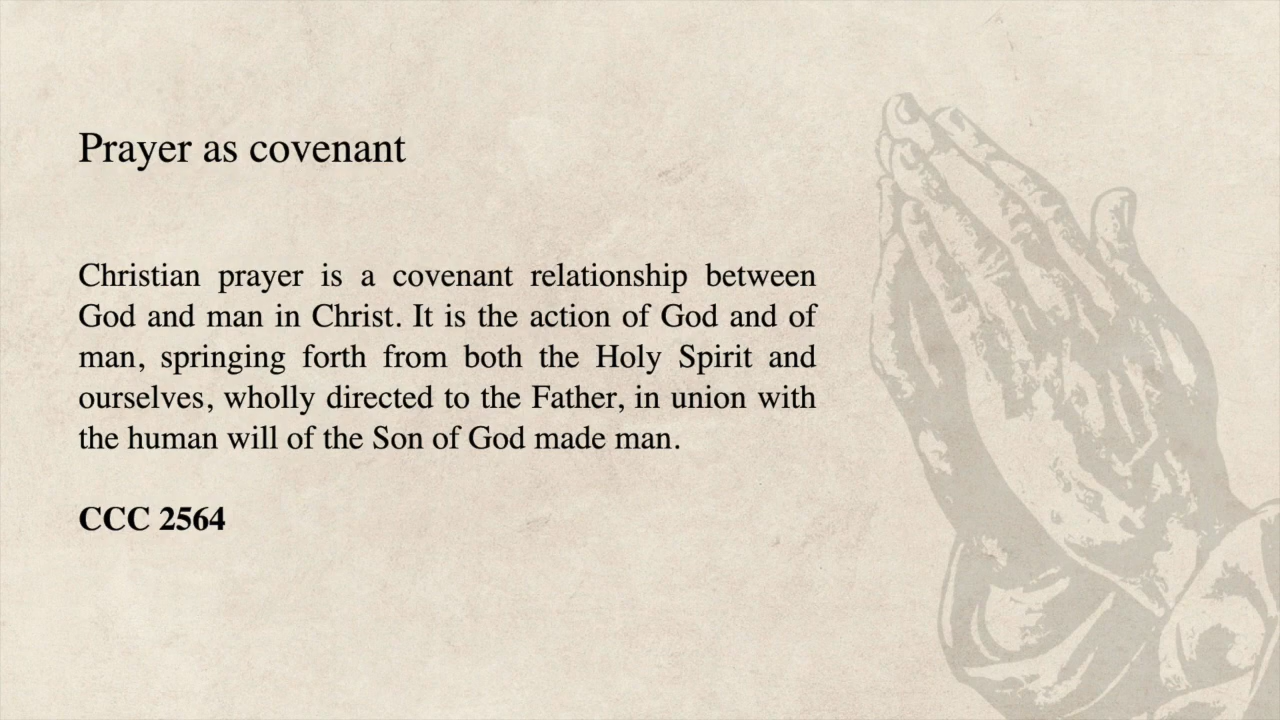 Prayer as covenant
Christian prayer is a covenant relationship between
God and man in Christ. It is the action of God and of
man, springing forth from both the Holy Spirit and
ourselves, wholly directed to the Father, in union with
the human will of the Son of God made man.
CCC 2564